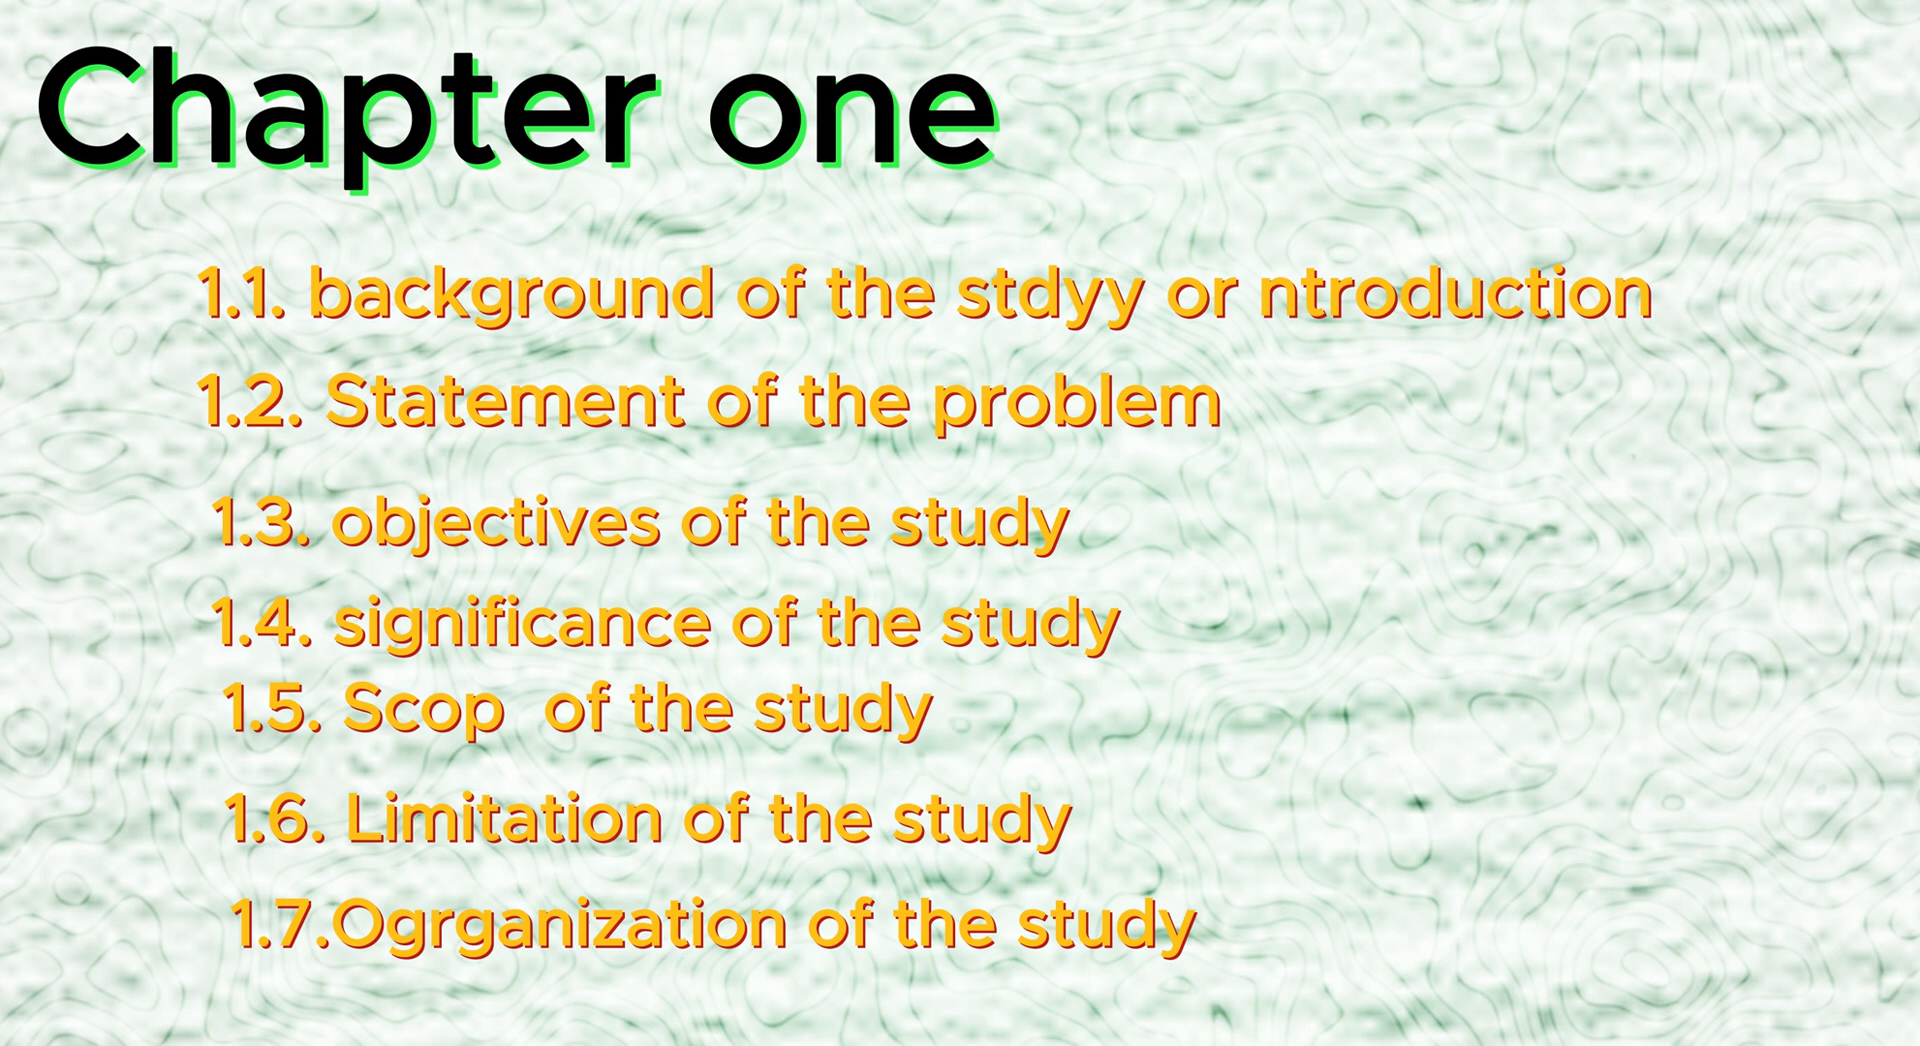 Chapter one
1.1. background of the stdyy or ntroduction
1.2. Statement of the problem
1.3. objectives of the study
1.4. significance of the study
1.5. Scop  of the study
1.6. Limitation of the study
1.7.Ogrganization of the study